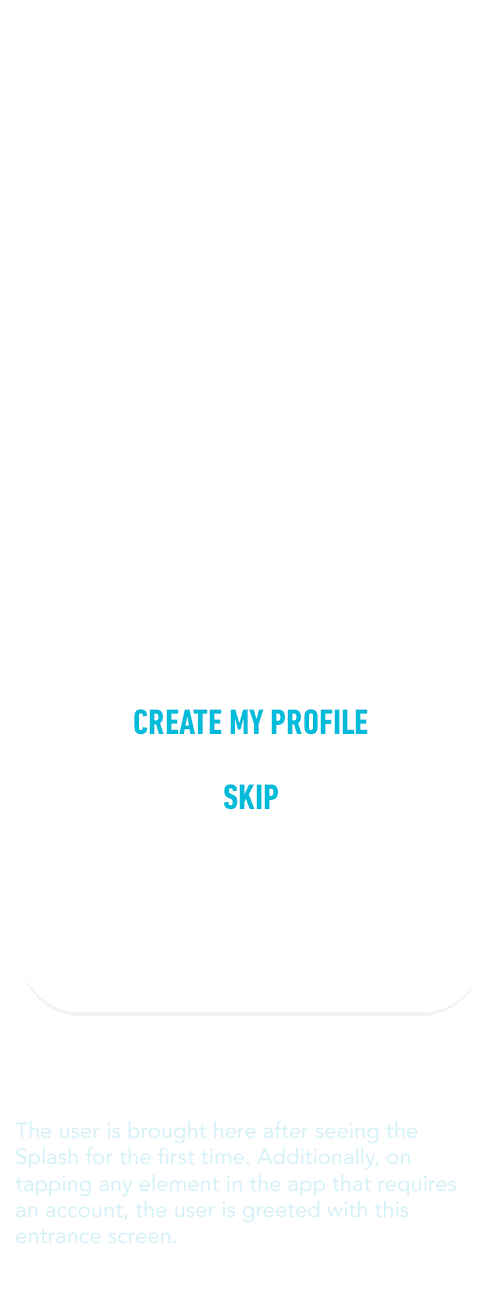 CREATE MY PROFILE
SKIP
The user is brought here after seeing the
Splash for the first time. Additionally, on
tapping any element in the app that requires
an account, the user is greeted with this
entrance screen.